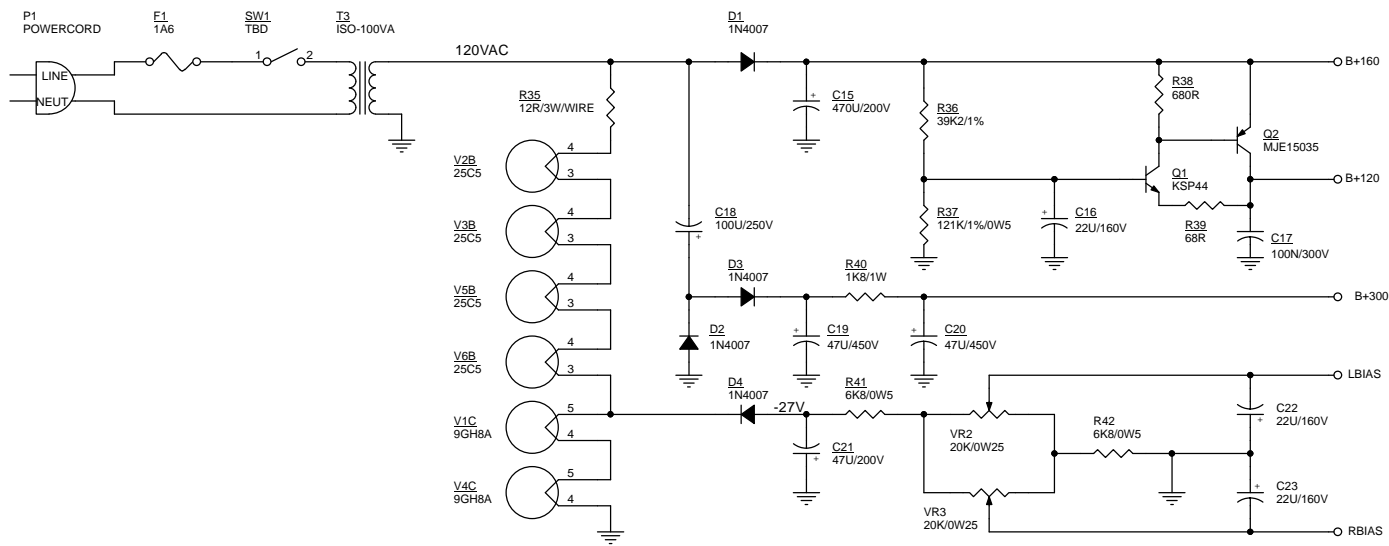 P1
POWERCORD
F1
1A6
SW1
TBD
T3
ISO-100VA
LINE
NEUT
1
2
120VAC
D1
1N4007
B+160
R35
12R/3W/WIRE
C15
470U/200V
+
R36
39K2/1%
R38
680R
Q2
MJE15035
V2B
25C5
4
3
Q1
KSP44
B+120
V3B
25C5
4
3
C18
100U/250V
+
R37
121K/1%/0W5
C16
22U/160V
+
R39
68R
C17
100N/300V
V5B
25C5
4
3
D3
1N4007
R40
1K8/1W
B+300
D2
1N4007
C19
47U/450V
+
C20
47U/450V
+
V6B
25C5
4
3
D4
1N4007
-27V
R41
6K8/0W5
LBIAS
V1C
9GH8A
5
4
C21
47U/200V
+
VR2
20K/0W25
R42
6K8/0W5
C22
22U/160V
+
V4C
9GH8A
5
4
VR3
20K/0W25
C23
22U/160V
+
RBIAS